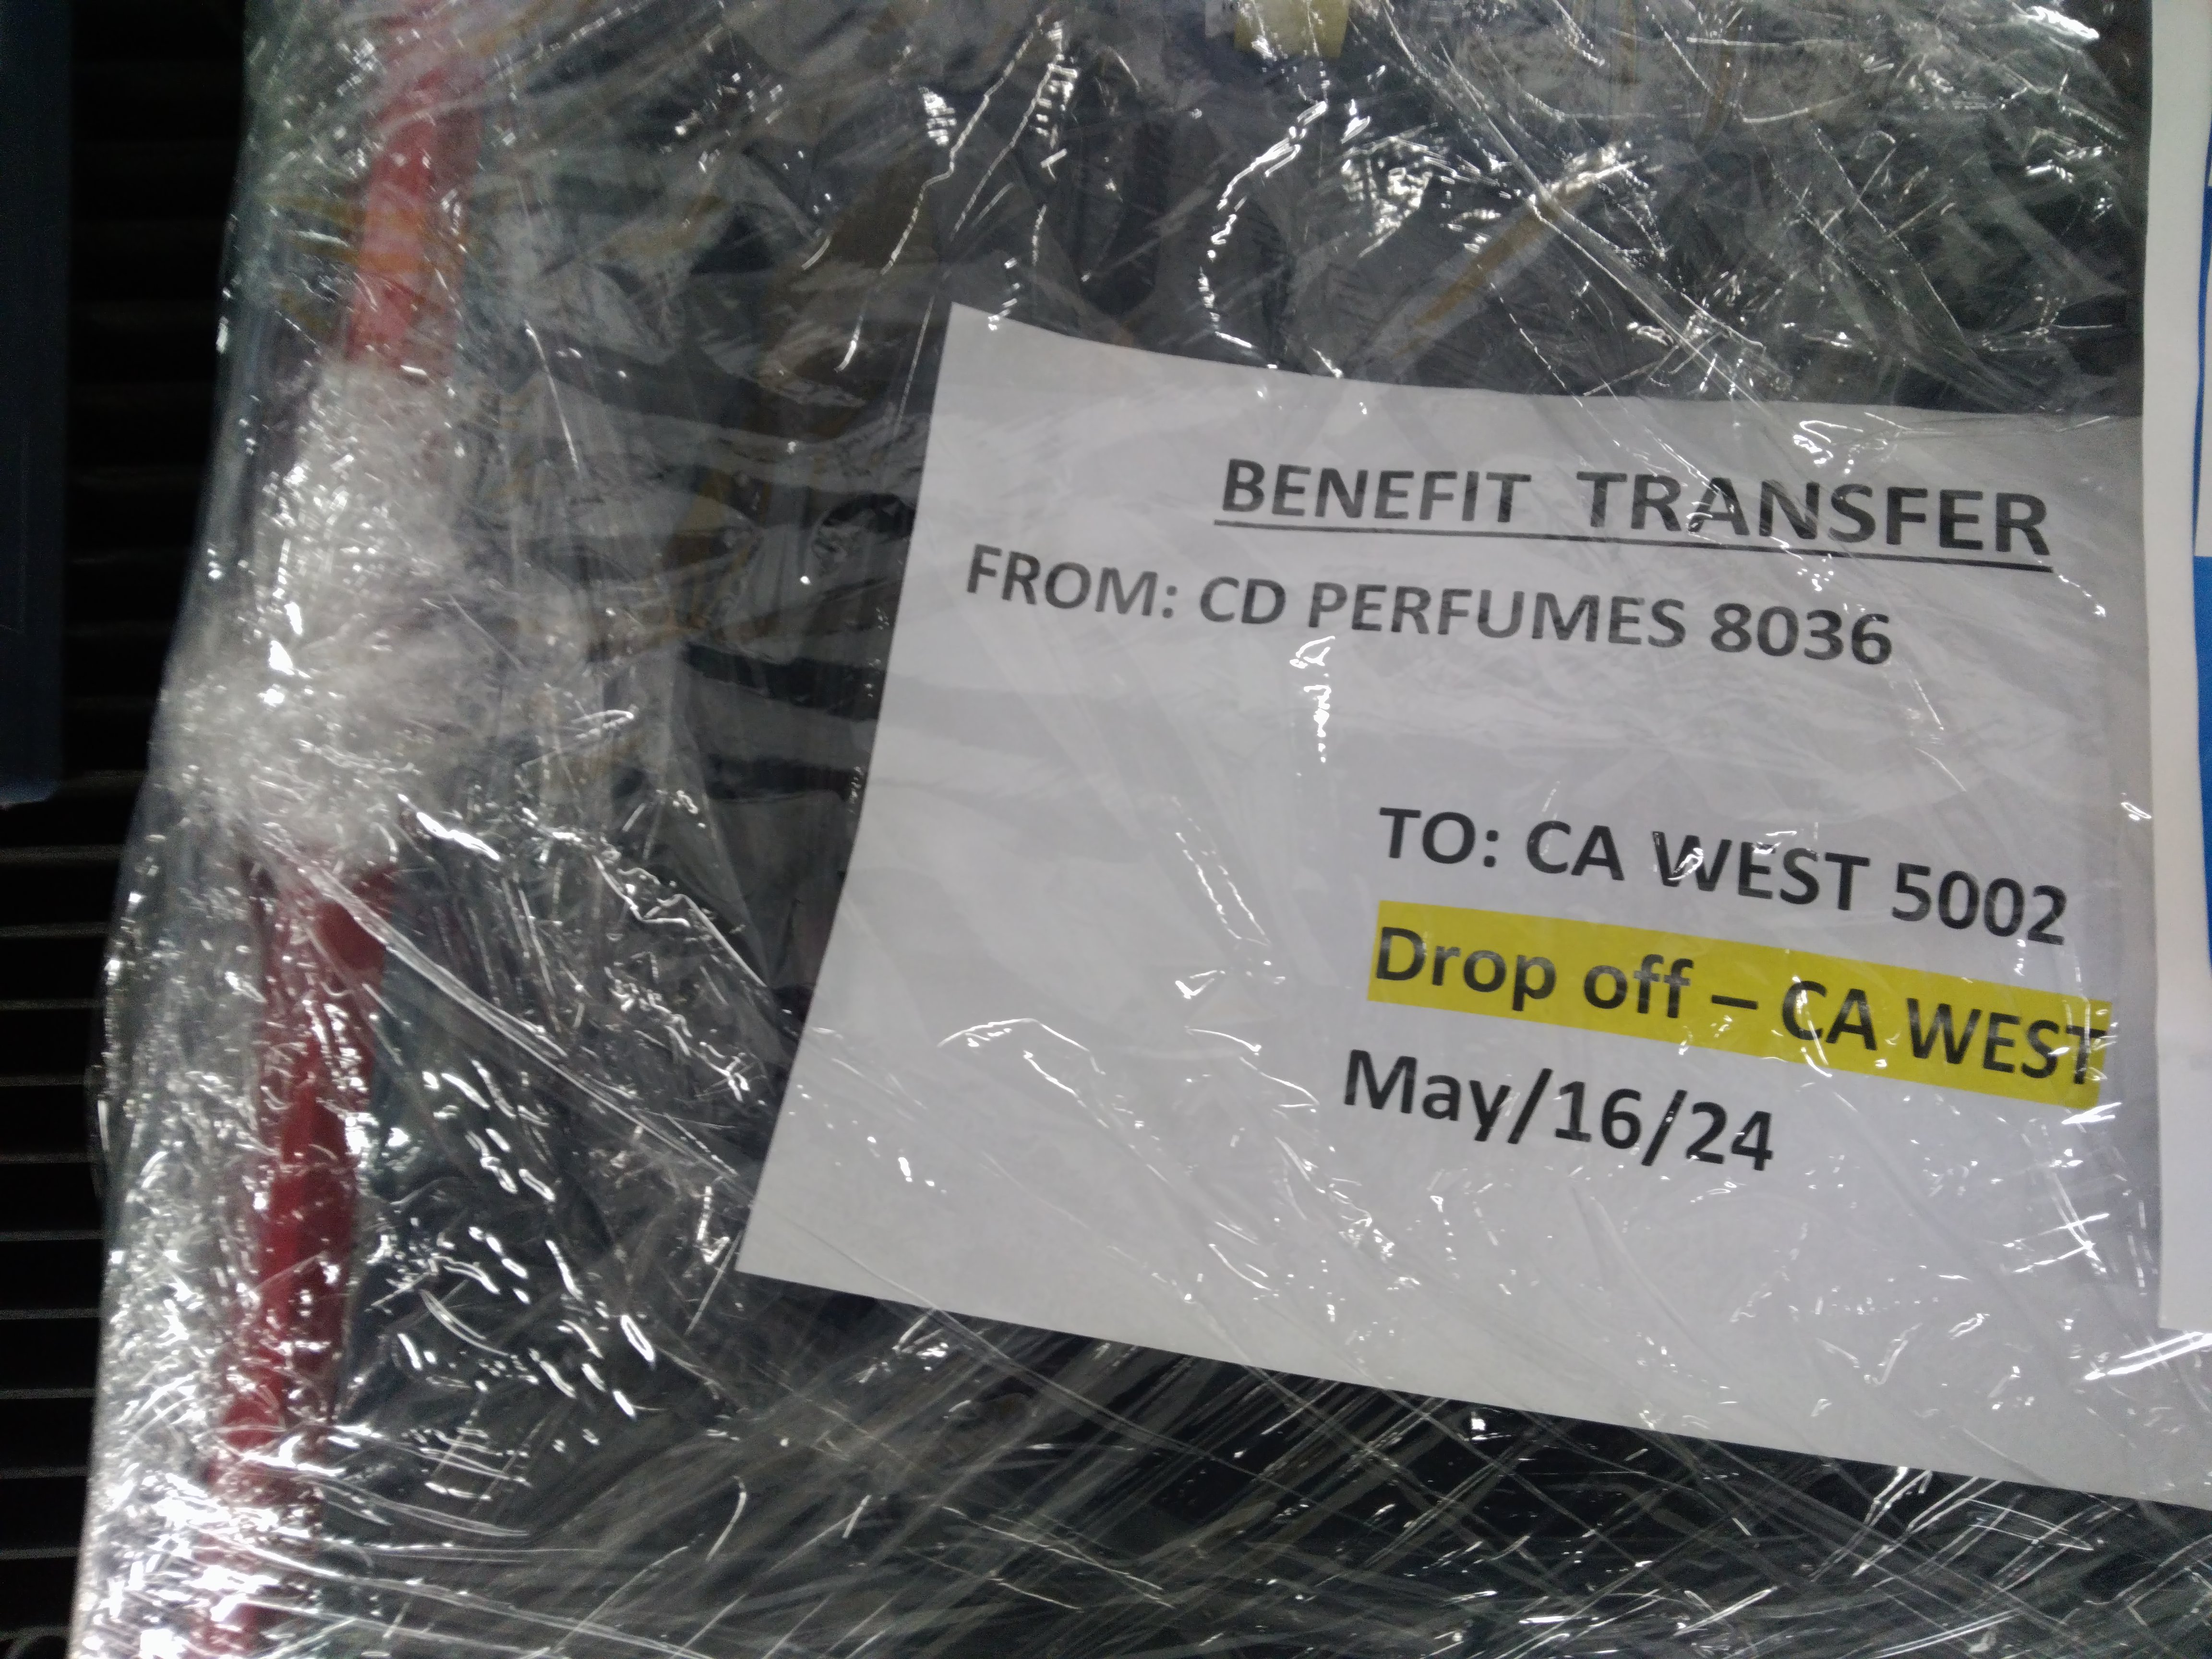 BENEFIT TRANSFER
FROM: CD PERFUMES 8036
TO: CA WEST 5002
Drop off – CA WEST
May/16/24